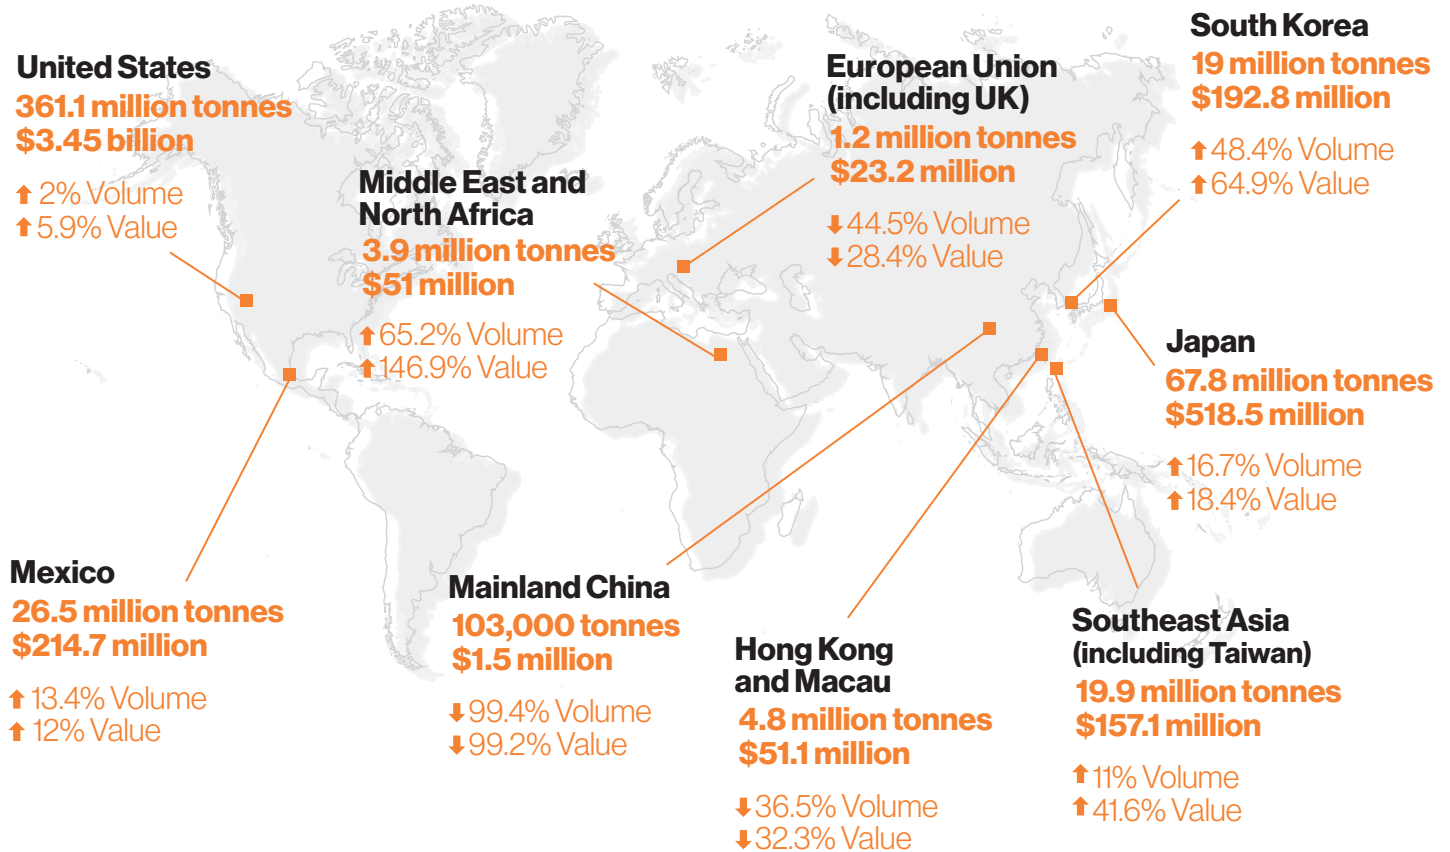 United States
361.1 million tonnes
$3.45 billion
2% Volume
5.9% Value
Middle East and
North Africa
3.9 million tonnes
$51 million
65.2% Volume
146.9% Value
European Union
(including UK)
1.2 million tonnes
$23.2 million
44.5% Volume
28.4% Value
South Korea
19 million tonnes
$192.8 million
48.4% Volume
64.9% Value
Japan
67.8 million tonnes
$518.5 million
16.7% Volume
18.4% Value
Mexico
26.5 million tonnes
$214.7 million
13.4% Volume
12% Value
Mainland China
103,000 tonnes
$1.5 million
99.4% Volume
99.2% Value
Hong Kong
and Macau
4.8 million tonnes
$51.1 million
36.5% Volume
32.3% Value
Southeast Asia
(including Taiwan)
19.9 million tonnes
$157.1 million
11% Volume
41.6% Value